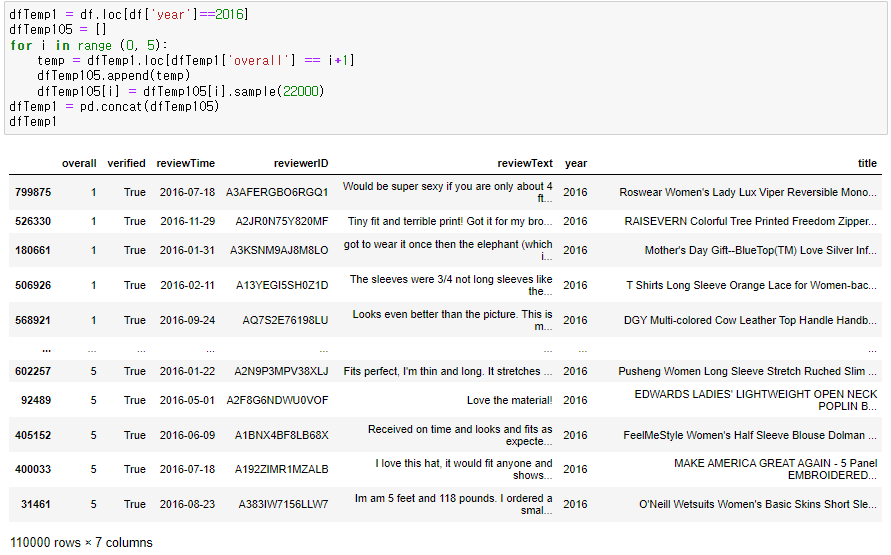 dfTemp1 = df.loc[df['year']==2016]
dfTemp105 = []
for i in range (0, 5):
    temp = dfTemp1.loc[dfTemp1['overall'] == i+1]
    dfTemp105.append(temp)
    dfTemp105[i] = dfTemp105[i].sample(22000)
dfTemp1 = pd.concat(dfTemp105)
dfTemp1
overall verified reviewTime reviewerID reviewText year title
799875 1 True 2016-07-18 A3AFERGBO6RGQ1 Would be super sexy if you are only about 4 ft... 2016 Roswear Women's Lady Lux Viper Reversible Mono...
526330 1 True 2016-11-29 A2JR0N75Y820MF Tiny fit and terrible print! Got it for my bro... 2016 RAISEVERN Colorful Tree Printed Freedom Zipper...
180661 1 True 2016-01-31 A3KSNM9AJ8M8LO got to wear it once then the elephant (which i... 2016 Mother's Day Gift--BlueTop(TM) Love Silver Inf...
506926 1 True 2016-02-11 A13YEGI5SH0Z1D The sleeves were 3/4 not long sleeves like the... 2016 T Shirts Long Sleeve Orange Lace for Women-bac...
568921 1 True 2016-09-24 AQ7S2E76198LU Looks even better than the picture. This is m... 2016 DGY Multi-colored Cow Leather Top Handle Handb...
... ... ... ... ... ... ... ...
602257 5 True 2016-01-22 A2N9P3MPV38XLJ Fits perfect, I'm thin and long. It stretches ... 2016 Pusheng Women Long Sleeve Stretch Ruched Slim ...
92489 5 True 2016-05-01 A2F8G6NDWU0VOF Love the material! 2016 EDWARDS LADIES' LIGHTWEIGHT OPEN NECK POPLIN B...
405152 5 True 2016-06-09 A1BNX4BF8LB68X Received on time and looks and fits as expecte... 2016 FeelMeStyle Women's Half Sleeve Blouse Dolman ...
400033 5 True 2016-07-18 A192ZIMR1MZALB I love this hat, it would fit anyone and shows... 2016 MAKE AMERICA GREAT AGAIN - 5 Panel EMBROIDERED...
31461 5 True 2016-08-23 A383IW7156LLW7 Im am 5 feet and 118 pounds. I ordered a smal... 2016 O'Neill Wetsuits Women's Basic Skins Short Sle...
110000 rows × 7 columns